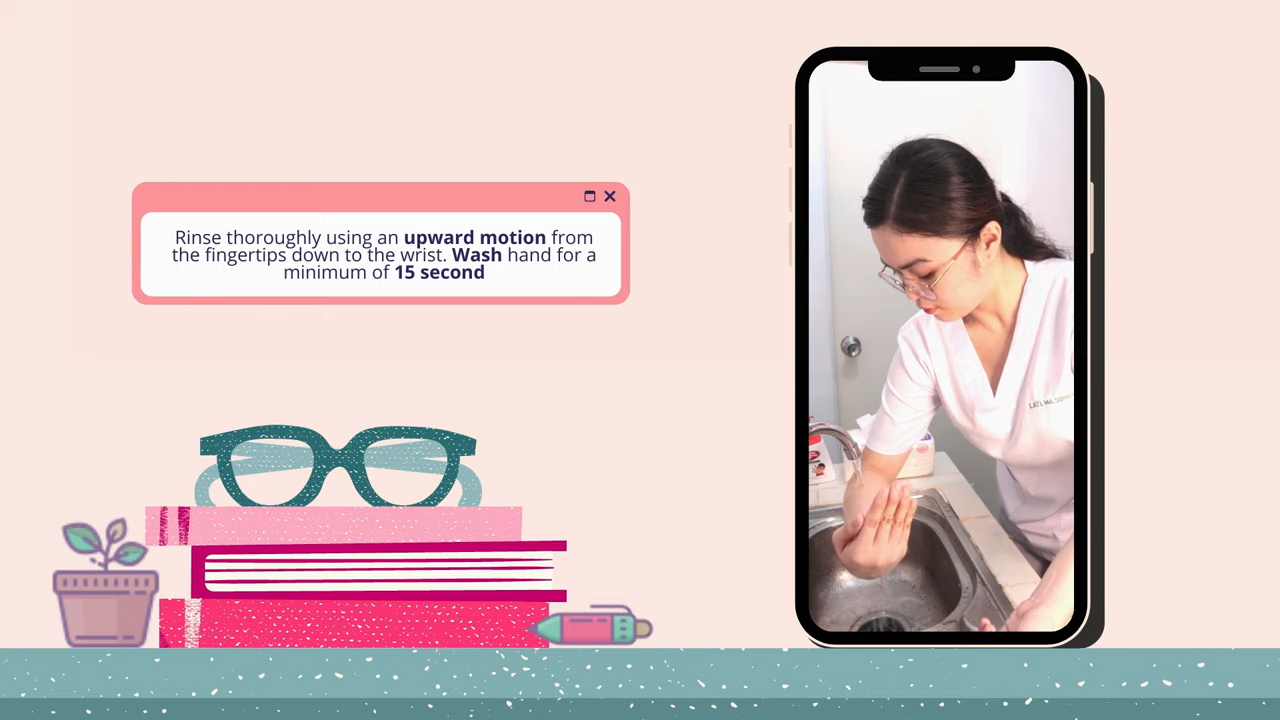 Rinse thoroughly using an upward motion from
the fingertips down to the wrist. Wash hand for a
minimum of 15 second